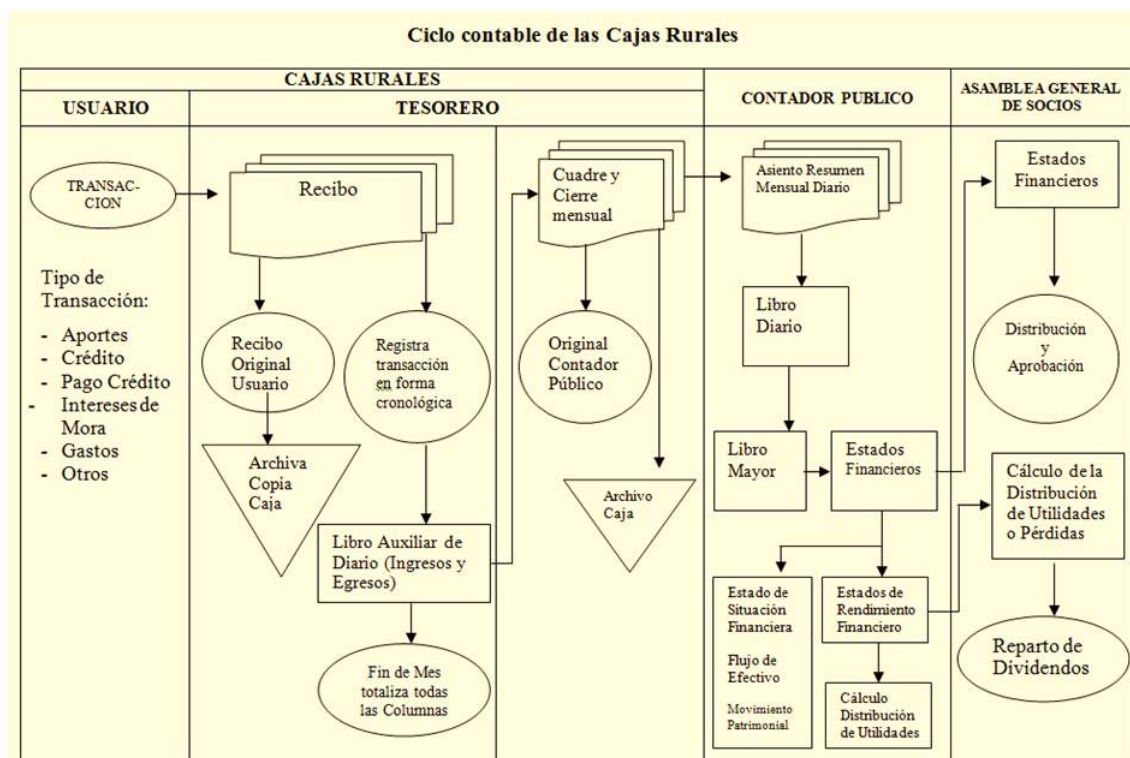 Ciclo contable de las Cajas Rurales
CAJAS RURALES
CONTADOR PUBLICO
ASAMBLEA GENERAL
DE SOCIOS
USUARIO
TESORERO
TRANSAC-
CION
Tipo de
Transacción:
- Aportes
- Crédito
- Pago Crédito
- Intereses de
Mora
- Gastos
- Otros
Recibo
Recibo
Original
Usuario
Archiva
Copia
Caja
Registra
transacción
en forma
cronológica
Libro Auxiliar de
Diario (Ingresos y
Egresos)
Fin de Mes
totaliza todas
las Columnas
Cuadre y
Cierre
mensual
Original
Contador
Público
Archivo
Caja
Asiento Resumen
Mensual Diario
Libro
Diario
Libro
Mayor
Estados
Financieros
Estado de
Situación
Financiera
Flujo de
Efectivo
Movimiento
Patrimonial
Estados de
Rendimiento
Financiero
Cálculo
Distribución
de Utilidades
Estados
Financieros
Distribución
y
Aprobación
Cálculo de la
Distribución
de Utilidades
o Pérdidas
Reparto de
Dividendos